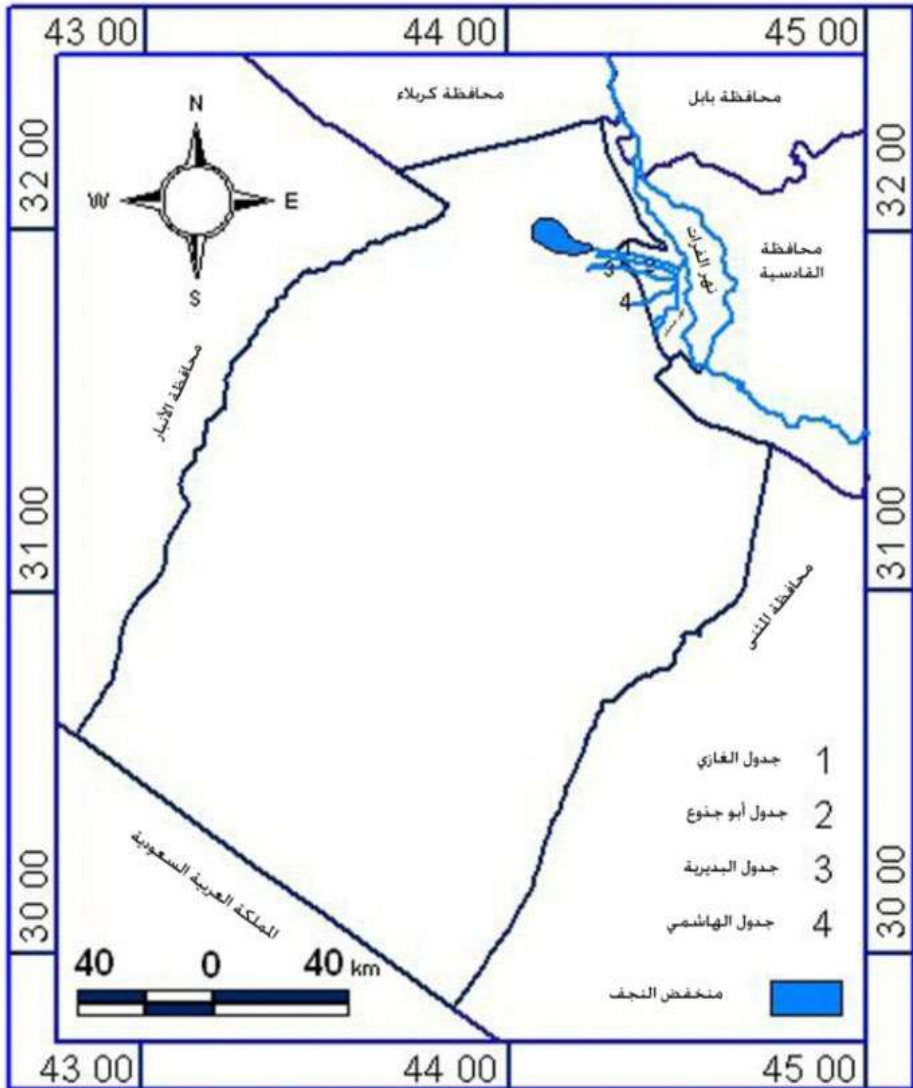 43 00 44 00 45 00
محافظة كربلاء
محافظة بابل
N
W E
S
32 00 32 00
محافظة
القادسية
نهر الفرات
3 2
4
محافظة الأنبار
31 00 31 00
محافظة المثنى
جدول الغازي 1
جدول أبو جذوع 2
جدول البديرية 3
جدول الهاشمي 4
المملكة العربية السعودية
30 00 30 00
40 0 40 km
منخفض النجف
43 00 44 00 45 00